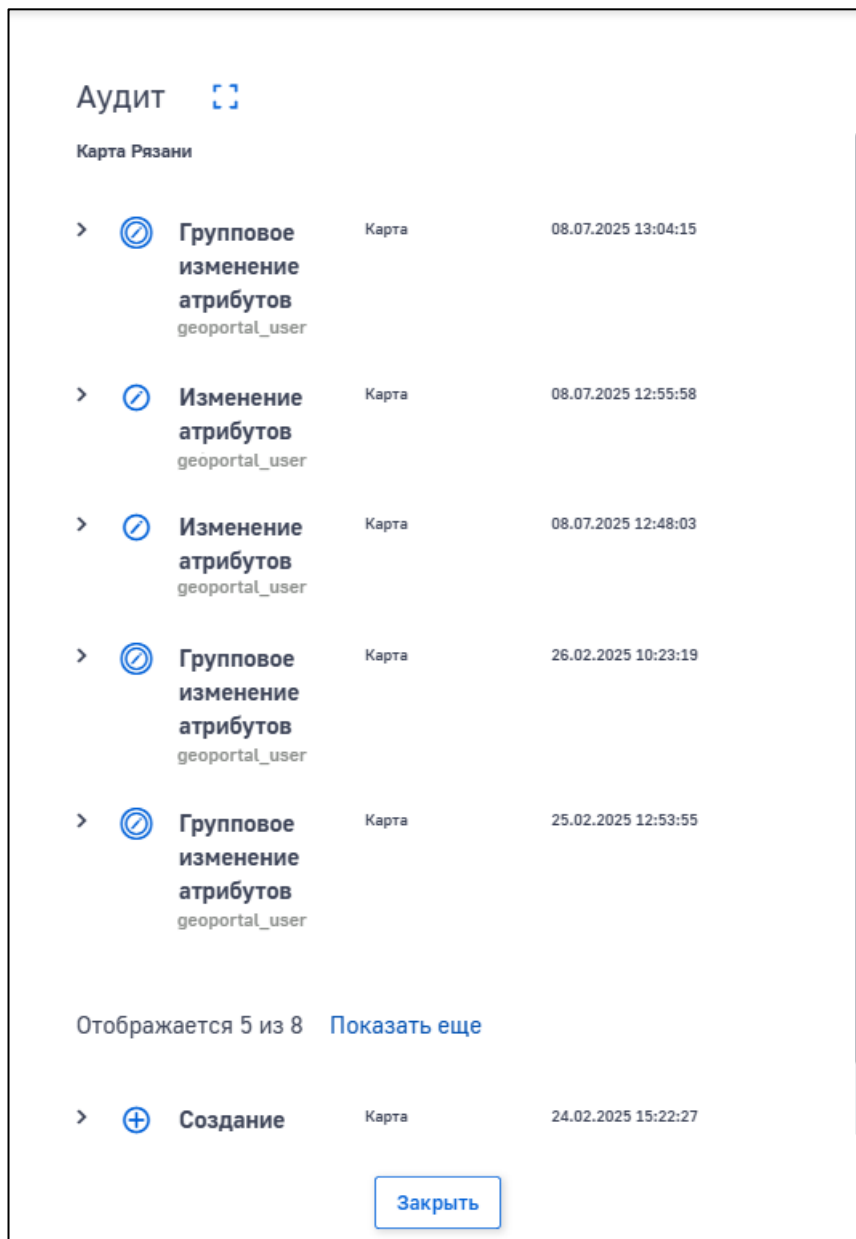 Аудит
Карта Рязани
Групповое Карта 08.07.2025 13:04:15
изменение
атрибутов
geoportal_user
Изменение Карта 08.07.2025 12:55:58
атрибутов
geoportal_user
Изменение Карта 08.07.2025 12:48:03
атрибутов
geoportal_user
Групповое Карта 26.02.2025 10:23:19
изменение
атрибутов
geoportal_user
Групповое Карта 25.02.2025 12:53:55
изменение
атрибутов
geoportal_user
Отображается 5 из 8 Показать еще
Создание Карта 24.02.2025 15:22:27
Закрыть